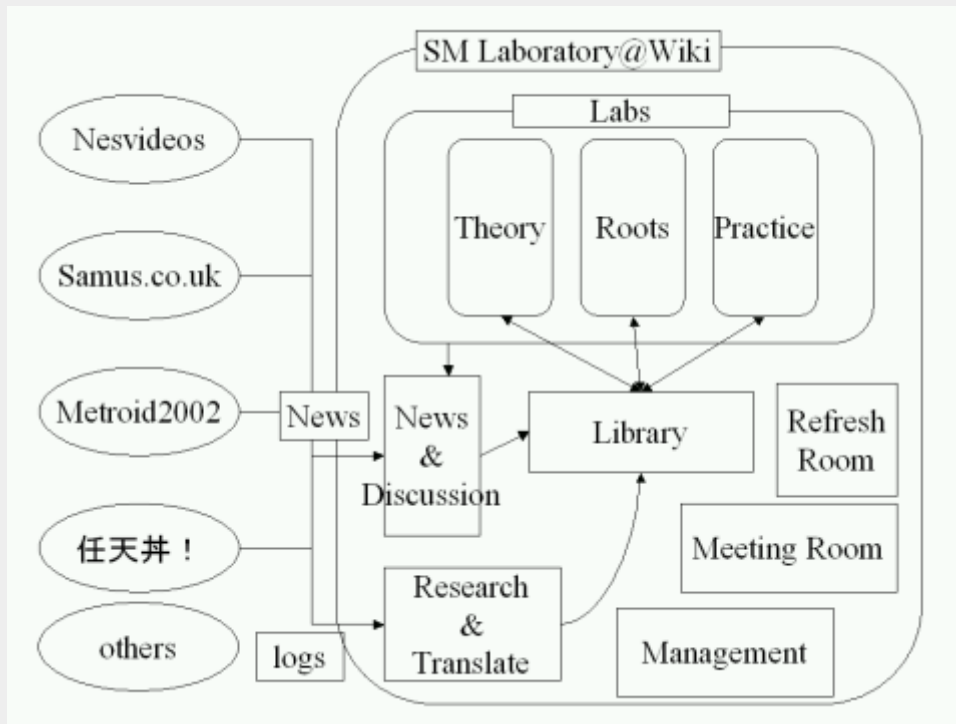 SM Laboratory@Wiki
Labs
Nesvideos
Theory
Roots
Practice
Samus.co.uk
Metroid2002
News
News
&
Discussion
Library
Refresh
Room
任天丼！
Meeting Room
Research
&
Translate
others
logs
Management